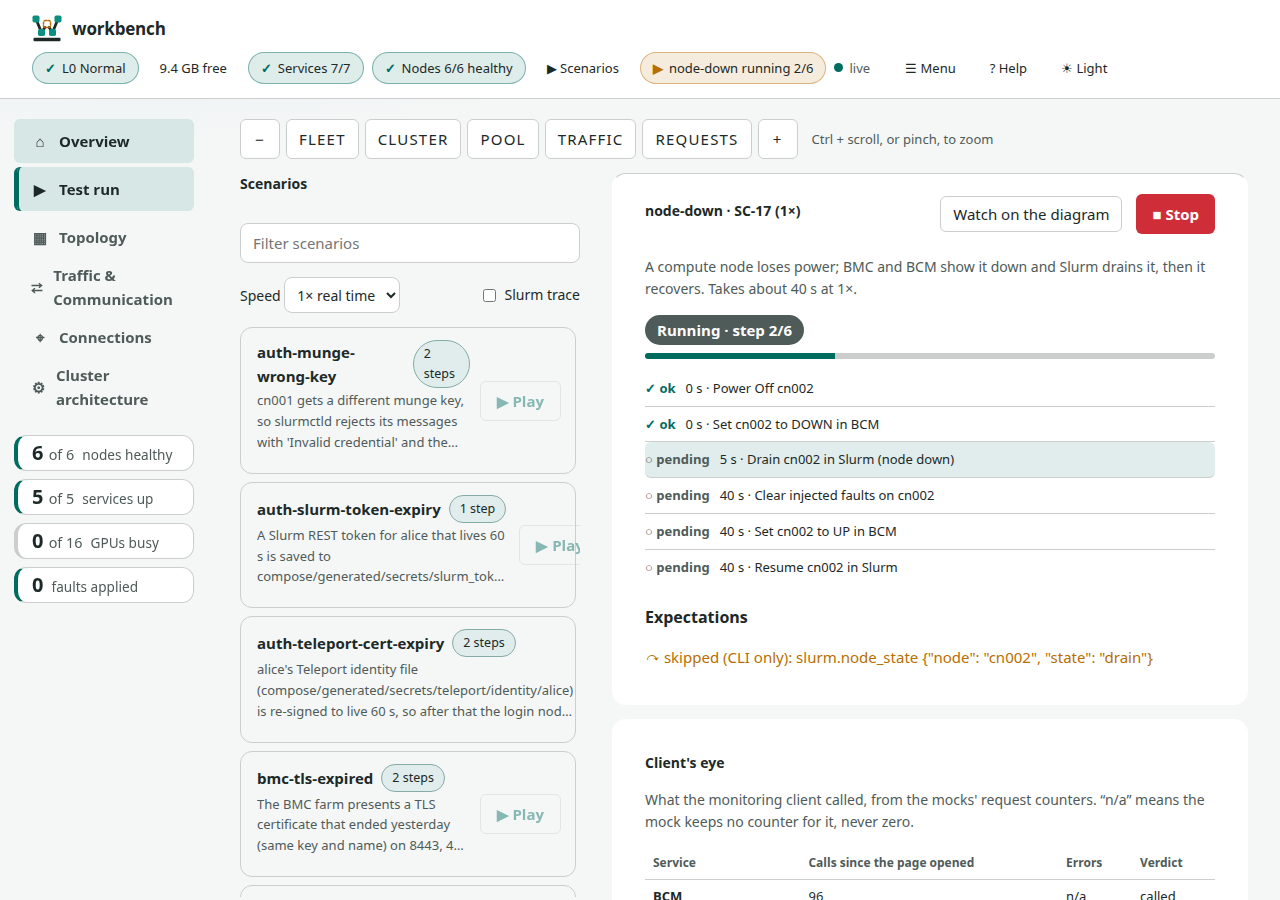 workbench
✓ L0 Normal
9.4 GB free
✓ Services 7/7
✓ Nodes 6/6 healthy
▶ Scenarios
▶ node-down running 2/6
live
☰ Menu
? Help
☀ Light
Overview
Test run
Topology
Traffic &
Communication
Connections
Cluster
architecture
6 of 6 nodes healthy
5 of 5 services up
0 of 16 GPUs busy
0 faults applied
−
FLEET
CLUSTER
POOL
TRAFFIC
REQUESTS
+
Ctrl + scroll, or pinch, to zoom
Scenarios
Filter scenarios
Speed 1× real time
Slurm trace
auth-munge-
wrong-key
2
steps
cn001 gets a different munge key,
so slurmctld rejects its messages
with 'Invalid credential' and the...
▶ Play
auth-slurm-token-expiry
1 step
A Slurm REST token for alice that lives 60
s is saved to
compose/generated/secrets/slurm_tok...
▶ Play
auth-teleport-cert-expiry
2 steps
alice's Teleport identity file
(compose/generated/secrets/teleport/identity/alice)
is re-signed to live 60 s, so after that the login nod...
bmc-tls-expired
2 steps
The BMC farm presents a TLS
certificate that ended yesterday
(same key and name) on 8443, 4...
▶ Play
node-down · SC-17 (1×)
Watch on the diagram
■ Stop
A compute node loses power; BMC and BCM show it down and Slurm drains it, then it
recovers. Takes about 40 s at 1×.
Running · step 2/6
✓ ok 0 s · Power Off cn002
✓ ok 0 s · Set cn002 to DOWN in BCM
○ pending 5 s · Drain cn002 in Slurm (node down)
○ pending 40 s · Clear injected faults on cn002
○ pending 40 s · Set cn002 to UP in BCM
○ pending 40 s · Resume cn002 in Slurm
Expectations
↷ skipped (CLI only): slurm.node_state {"node": "cn002", "state": "drain"}
Client's eye
What the monitoring client called, from the mocks' request counters. “n/a” means the
mock keeps no counter for it, never zero.
Service Calls since the page opened Errors Verdict
BCM 96 n/a called